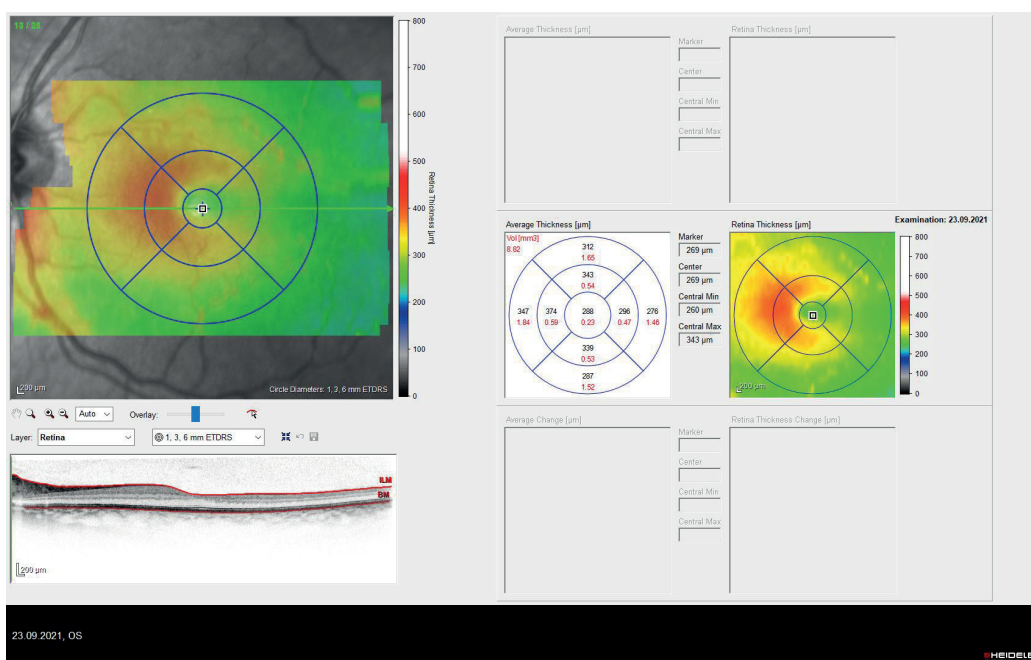 13 / 25
800
700
600
500
400
300
200
100
0
Retina Thickness [µm]
200 µm
Circle Diameters: 1, 3, 6 mm ETDRS
Auto
Overlay:
Layer: Retina
1, 3, 6 mm ETDRS
ILM
BM
200 µm
Average Thickness [µm]
Marker
Center
Central Min
Central Max
Retina Thickness [µm]
Examination: 23.09.2021
Average Thickness [µm]
Vol [mm3]
8.82
312
1.65
343
0.54
347
1.84
374
0.59
288
0.23
296
0.47
276
1.46
339
0.53
287
1.52
Marker
269 µm
Center
269 µm
Central Min
260 µm
Central Max
343 µm
Retina Thickness [µm]
200 µm
800
700
600
500
400
300
200
100
0
Average Change [µm]
Marker
Center
Central Min
Central Max
Retina Thickness Change [µm]
23.09.2021, OS
HEIDELB